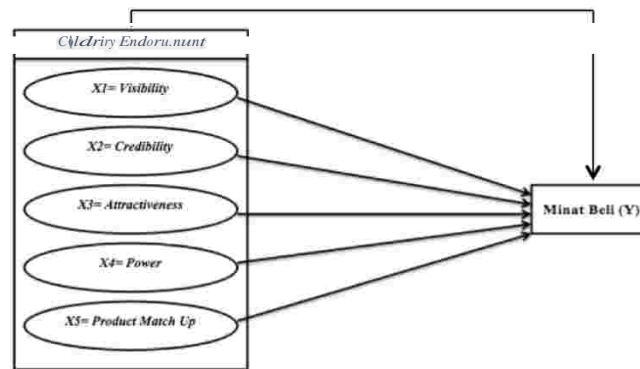 X1= Visibility
X2= Credibility
X3= Attractiveness
X4= Power
X5= Product Match Up
Minat Beli (Y)